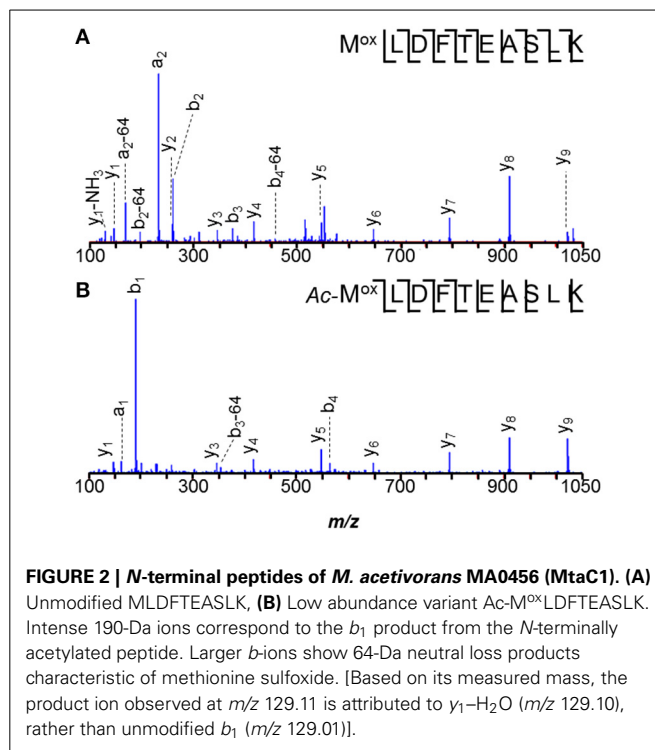 A
M^ox LDFTEASLK
a₂
y₂
b₂
y₁-NH₃
y₁
a₂-64
b₂-64
y₃
b₃
y₄
b₄-64
y₅
y₆
y₇
y₈
y₉
100 300 500 700 900 1050
B
Ac-M^ox LDFTEASLK
b₁
y₁
a₁
y₃
b₃-64
y₄
y₅
b₄
y₆
y₇
y₈
y₉
100 300 500 700 900 1050
m/z
FIGURE 2 | N-terminal peptides of M. acetivorans MA0456 (MtaC1). (A)
Unmodified MLDFTEASLK, (B) Low abundance variant Ac-M^oxLDFTEASLK.
Intense 190-Da ions correspond to the b₁ product from the N-terminally
acetylated peptide. Larger b-ions show 64-Da neutral loss products
characteristic of methionine sulfoxide. [Based on its measured mass, the
product ion observed at m/z 129.11 is attributed to y₁–H₂O (m/z 129.10),
rather than unmodified b₁ (m/z 129.01)].